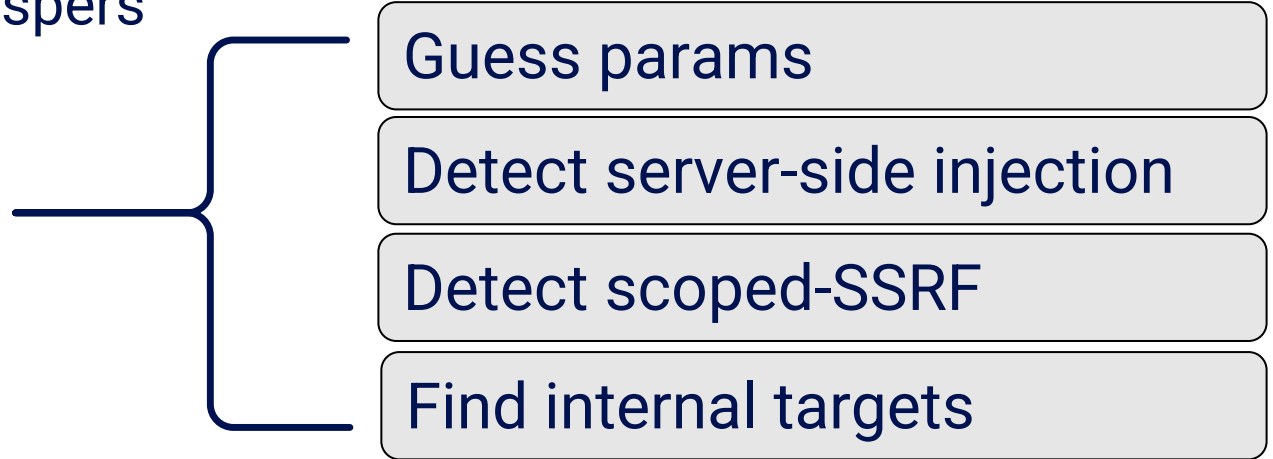 spers
Guess params
Detect server-side injection
Detect scoped-SSRF
Find internal targets